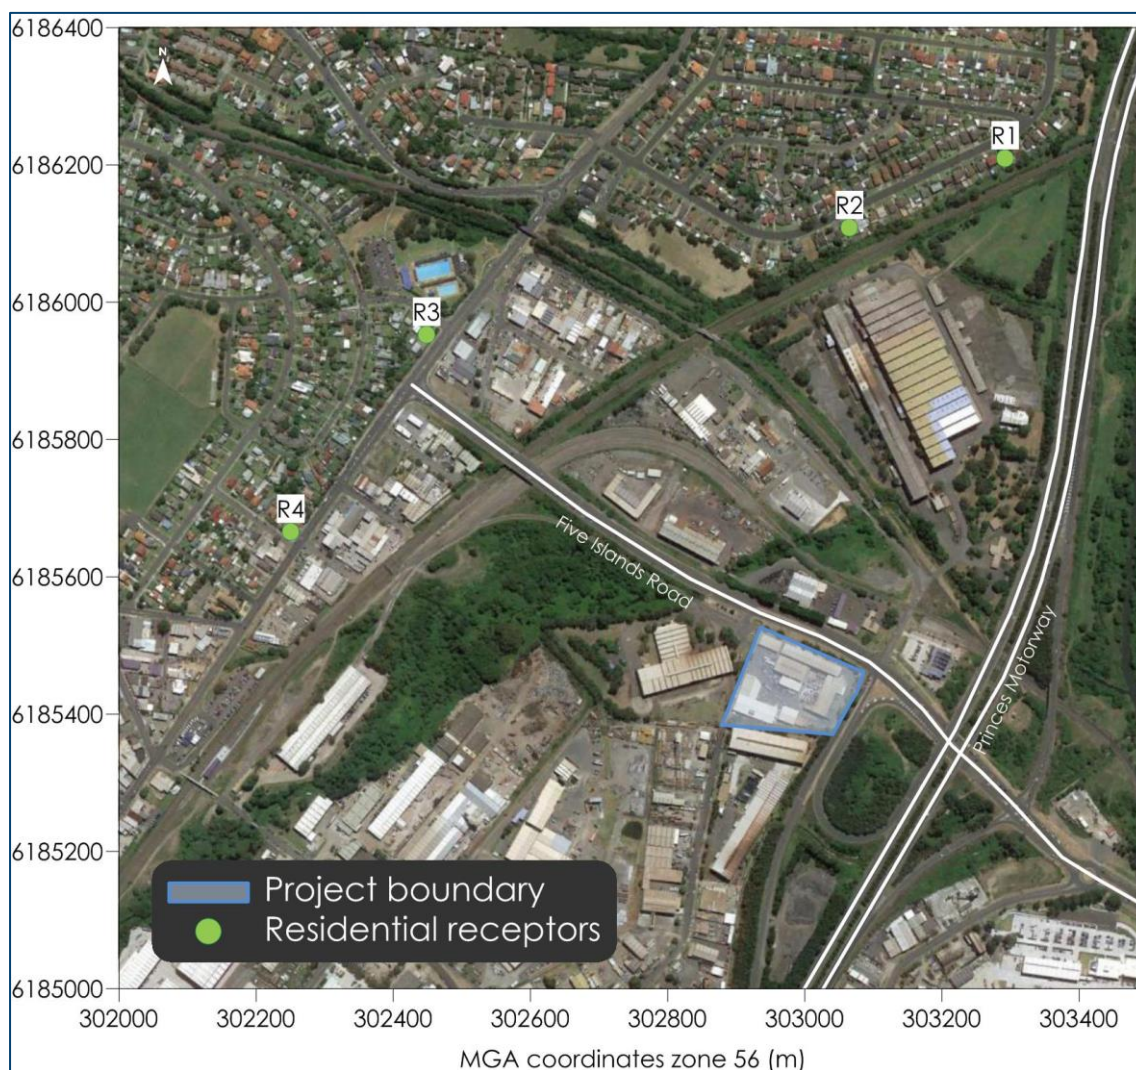 6186400
N
R1
6186200
R2
6186000
R3
6185800
R4
Five Islands Road
6185600
Princes Motorway
6185400
6185200
Project boundary
Residential receptors
6185000
302000 302200 302400 302600 302800 303000 303200 303400
MGA coordinates zone 56 (m)